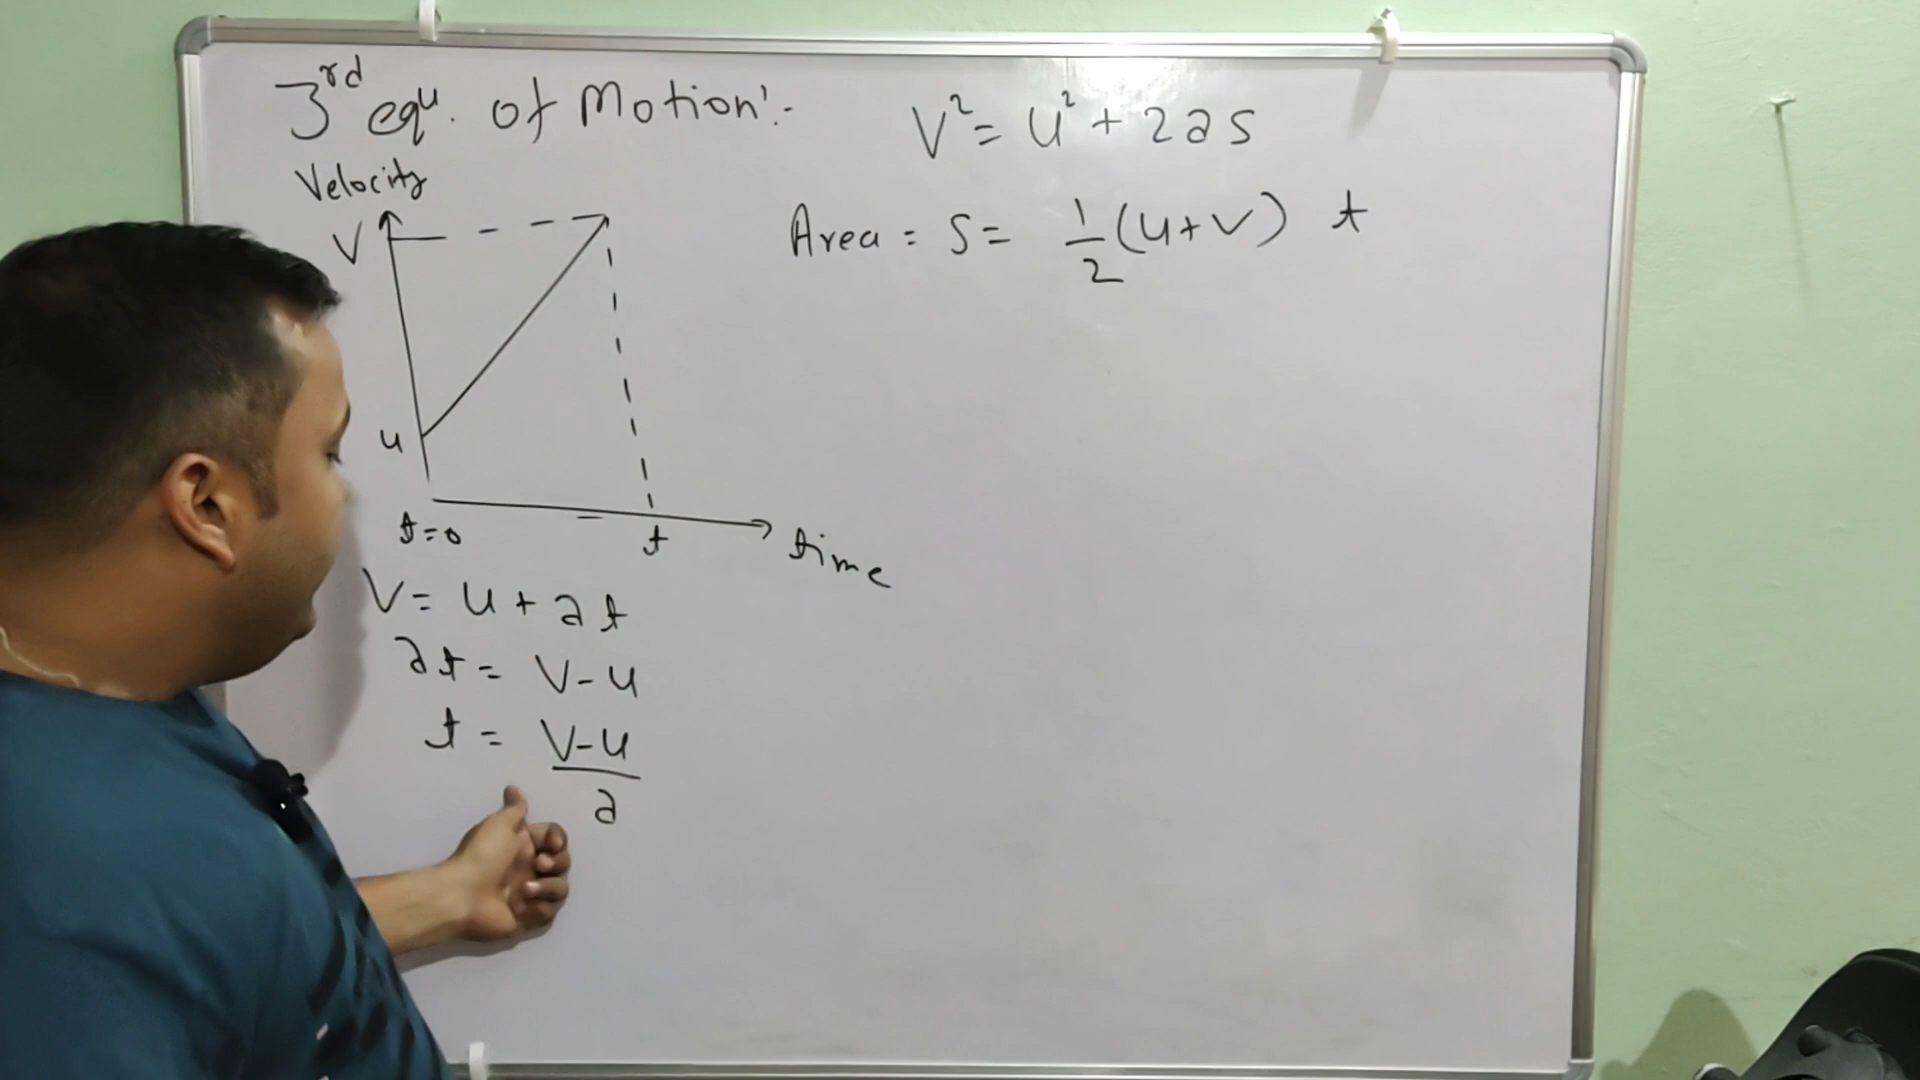 3rd equ. of Motion:-
V² = u² + 2as
Velocity
V
Area = S = 1/2 (u+v) t
u
t=0
t
time
V = u + at
at = V-u
t = V-u/a